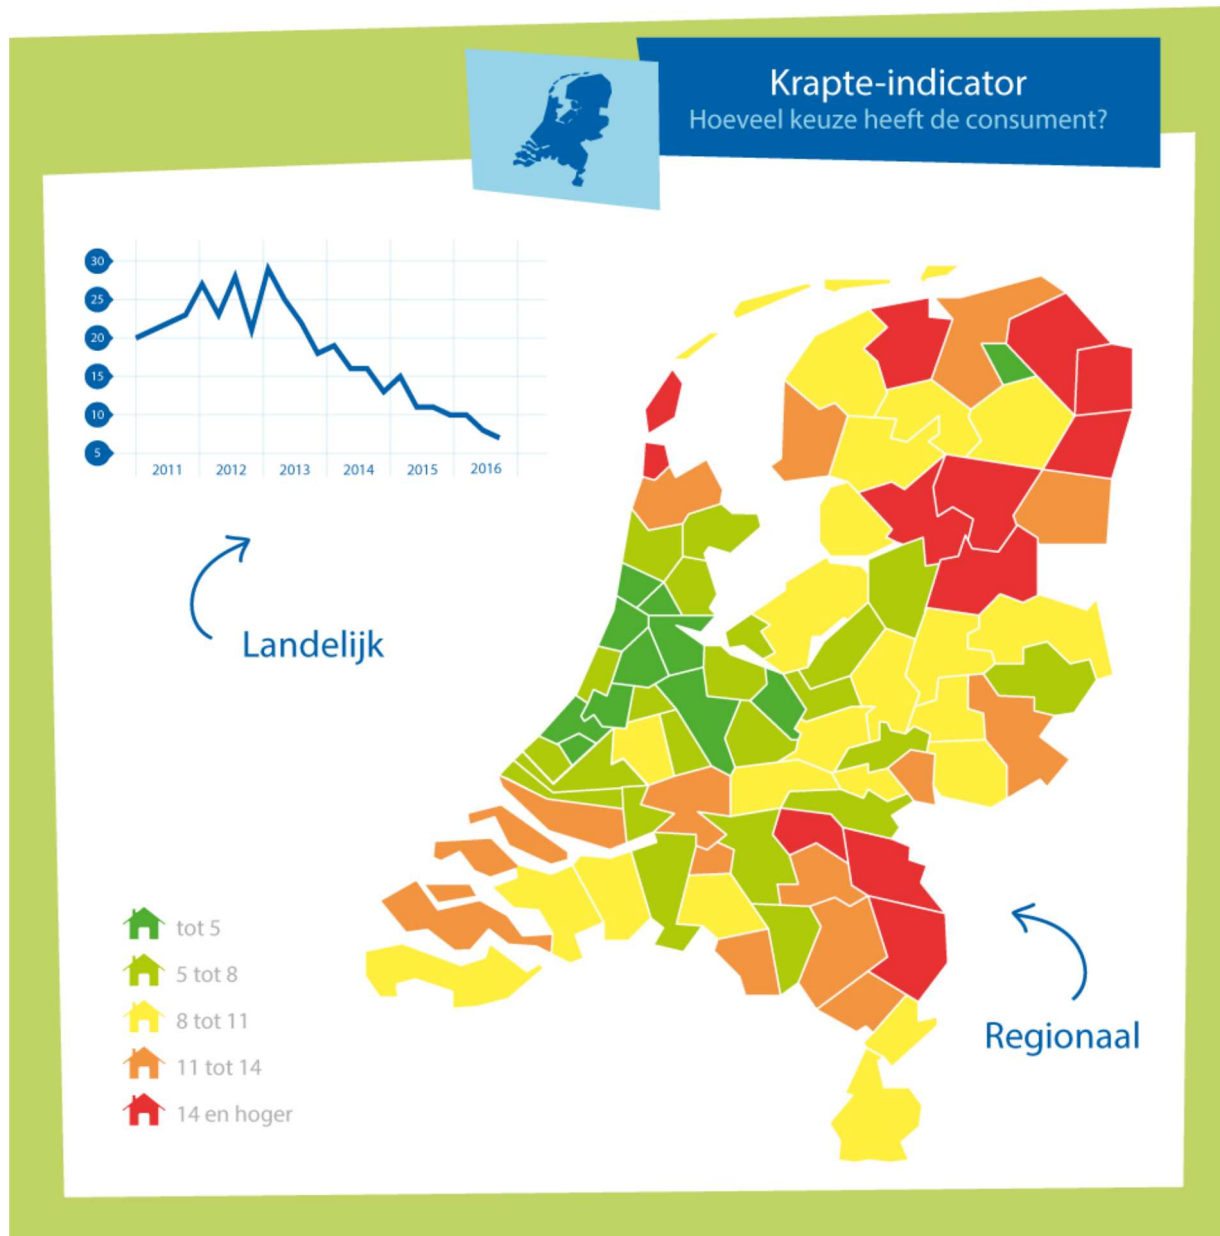 Krapte-indicator
Hoeveel keuze heeft de consument?
30
25
20
15
10
5
2011 2012 2013 2014 2015 2016
Landelijk
tot 5
5 tot 8
8 tot 11
11 tot 14
14 en hoger
Regionaal